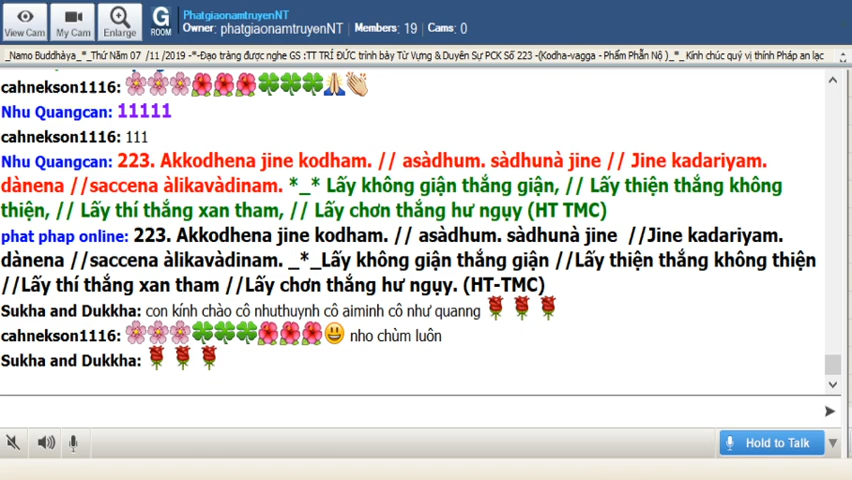 PhatgiaonamtruyenNT
Owner: phatgiaonamtruyenNT Members: 19 Cams: 0
View Cam My Cam Enlarge G ROOM
_Namo Buddhàya_*_Thứ Năm 07 /11/2019 -*-Đạo tràng được nghe GS :TT TRÍ ĐỨC trình bày Từ Vựng & Duyên Sự PCK Số 223 -(Kodha-vagga - Phẩm Phẫn Nộ )_*_ Kính chúc quý vị thính Pháp an lạc
cahnekson1116:
Nhu Quangcan: 11111
cahnekson1116: 111
Nhu Quangcan: 223. Akkodhena jine kodham. // asàdhum. sàdhunà jine // Jine kadariyam.
dànena //saccena àlikavàdinam. *_* Lấy không giận thắng giận, // Lấy thiện thắng không
thiện, // Lấy thí thắng xan tham, // Lấy chơn thắng hư ngụy (HT TMC)
phat phap online: 223. Akkodhena jine kodham. // asàdhum. sàdhunà jine //Jine kadariyam.
dànena //saccena àlikavàdinam. _*_Lấy không giận thắng giận //Lấy thiện thắng không thiện
//Lấy thí thắng xan tham //Lấy chơn thắng hư ngụy. (HT-TMC)
Sukha and Dukkha: con kính chào cô nhuthuynh cô aiminh cô như quanng
cahnekson1116: nho chùm luôn
Sukha and Dukkha:
Hold to Talk